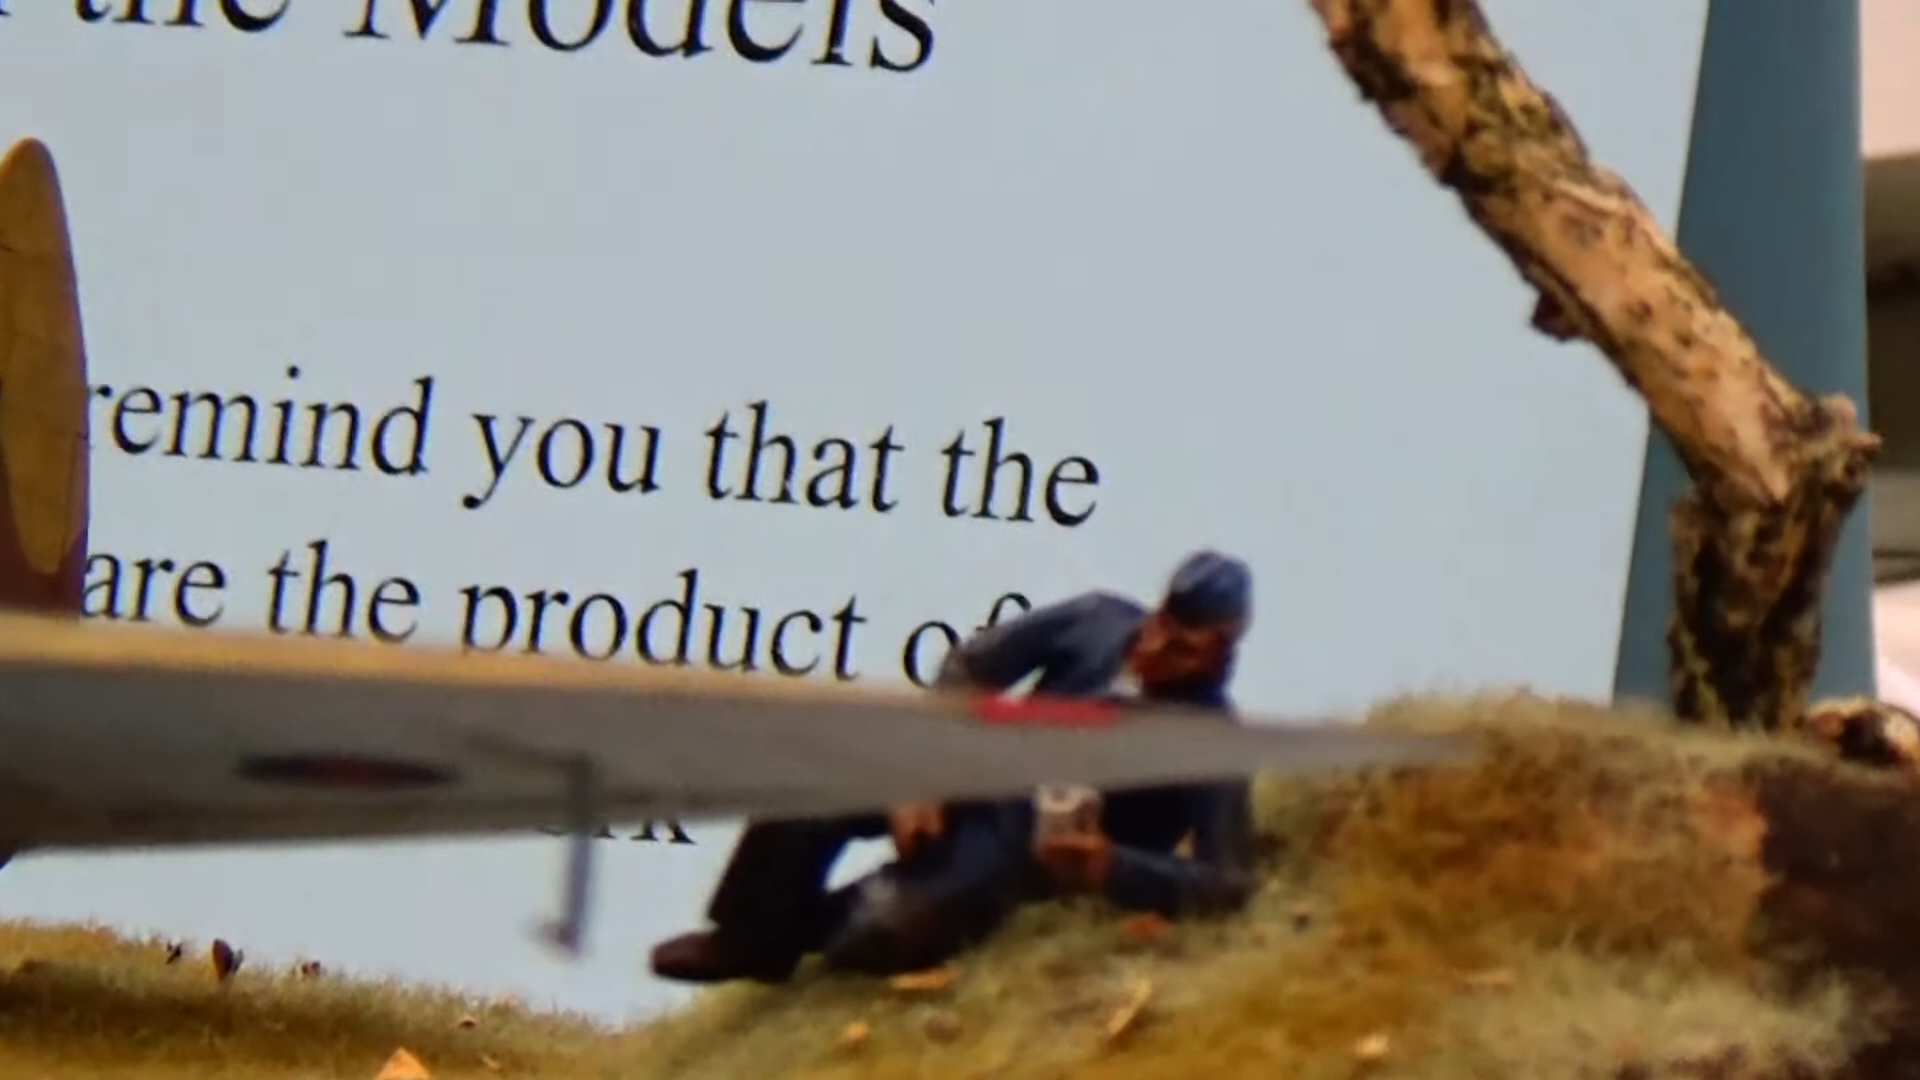 the Models
remind you that the
are the product of